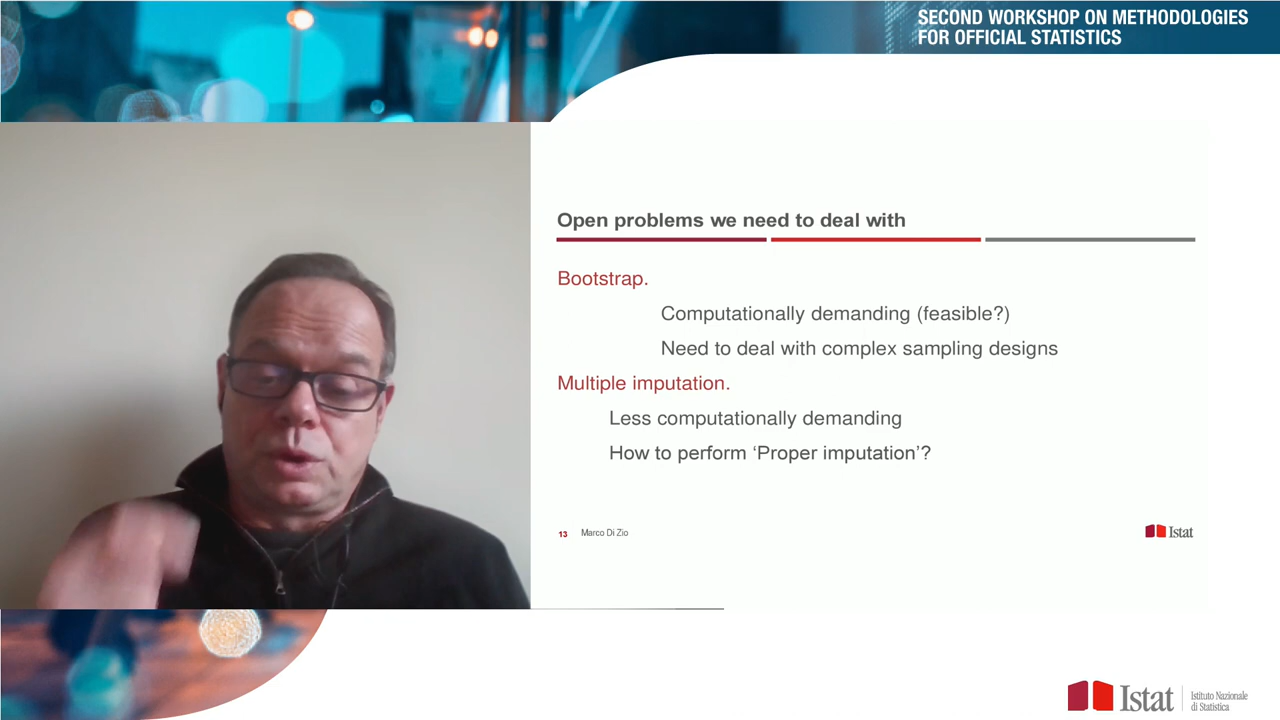 SECOND WORKSHOP ON METHODOLOGIES
FOR OFFICIAL STATISTICS
Open problems we need to deal with
Bootstrap.
Computationally demanding (feasible?)
Need to deal with complex sampling designs
Multiple imputation.
Less computationally demanding
How to perform ‘Proper imputation’?
13 Marco Di Zio
Istat
Istat
Istituto Nazionale
di Statistica